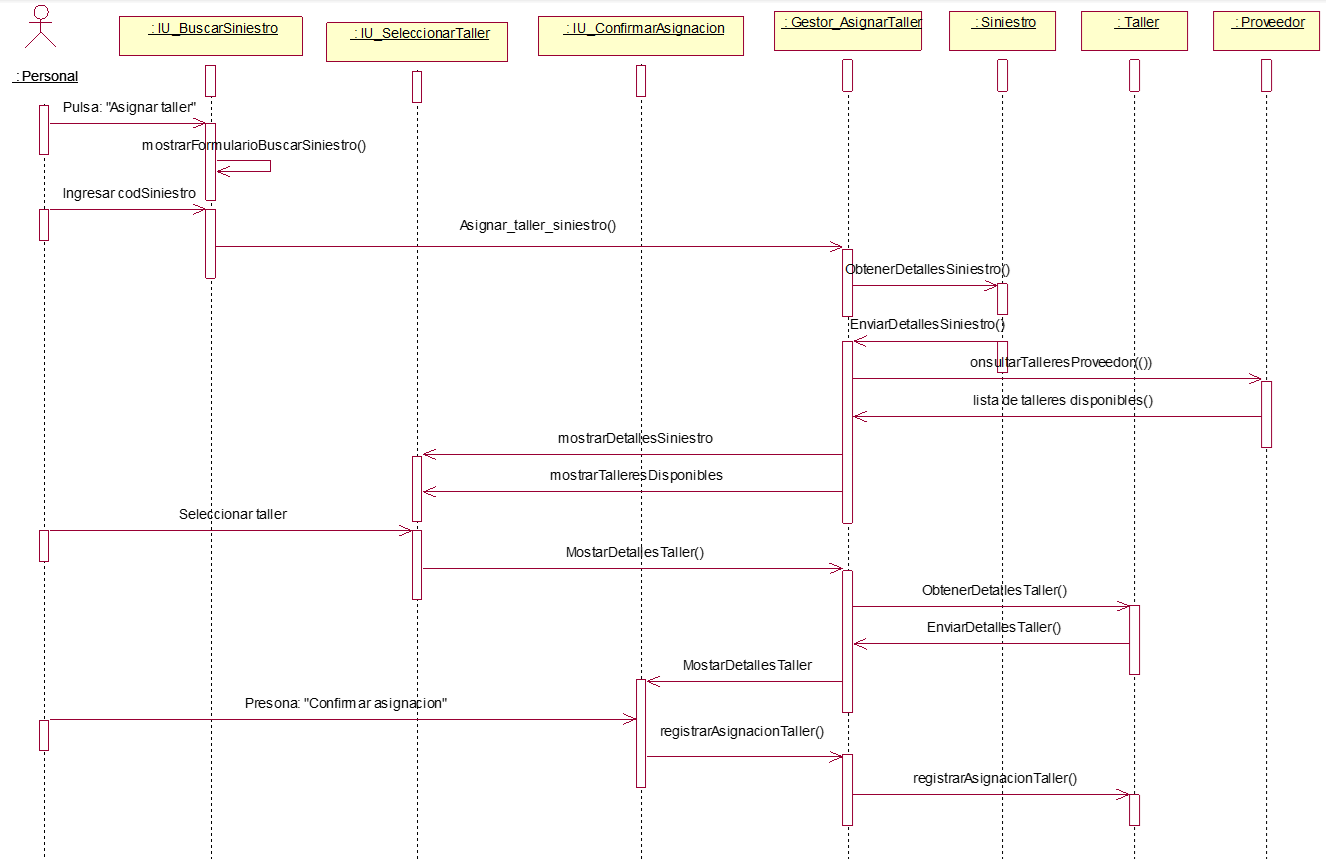 : IU_BuscarSiniestro
: IU_SeleccionarTaller
: IU_ConfirmarAsignacion
: Gestor_AsignarTaller
: Siniestro
: Taller
: Proveedor
: Personal
Pulsa: "Asignar taller"
mostrarFormularioBuscarSiniestro()
Ingresar codSiniestro
Asignar_taller_siniestro()
ObtenerDetallesSiniestro()
EnviarDetallesSiniestro()
onsultarTalleresProveedor(())
lista de talleres disponibles()
mostrarDetallesSiniestro
mostrarTalleresDisponibles
Seleccionar taller
MostarDetallesTaller()
ObtenerDetallesTaller()
EnviarDetallesTaller()
MostarDetallesTaller
Presona: "Confirmar asignacion"
registrarAsignacionTaller()
registrarAsignacionTaller()